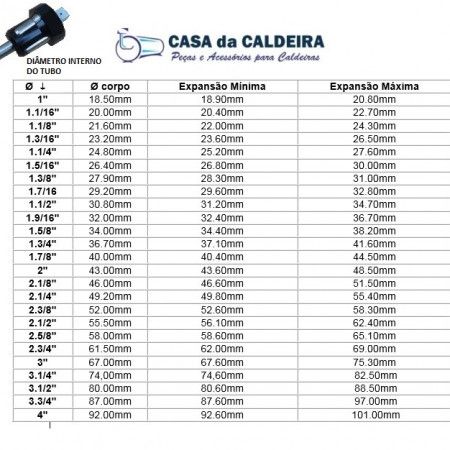 CASA da CALDEIRA
Peças e Acessórios para Caldeiras
DIÂMETRO INTERNO
DO TUBO
Ø ↓ Ø corpo Expansão Mínima Expansão Máxima
1" 18.50mm 18.90mm 20.80mm
1.1/16" 20.00mm 20.40mm 22.70mm
1.1/8" 21.60mm 22.00mm 24.30mm
1.3/16" 23.20mm 23.60mm 26.50mm
1.1/4" 24.80mm 25.20mm 27.60mm
1.5/16" 26.40mm 26.80mm 30.00mm
1.3/8" 27.90mm 28.30mm 31.00mm
1.7/16 29.20mm 29.60mm 32.80mm
1.1/2" 30.80mm 31.20mm 34.70mm
1.9/16" 32.00mm 32.40mm 36.70mm
1.5/8" 34.00mm 34.40mm 38.20mm
1.3/4" 36.70mm 37.10mm 41.60mm
1.7/8" 40.00mm 40.40mm 44.50mm
2" 43.00mm 43.60mm 48.50mm
2.1/8" 46.00mm 46.60mm 51.50mm
2.1/4" 49.20mm 49.80mm 55.40mm
2.3/8" 52.00mm 52.60mm 58.30mm
2.1/2" 55.50mm 56.10mm 62.40mm
2.5/8" 58.00mm 58.60mm 65.10mm
2.3/4" 61.50mm 62.00mm 69.00mm
3" 67.00mm 67.60mm 75.30mm
3.1/4" 74,00mm 74,60mm 82.80mm
3.1/2" 80.00mm 80.60mm 88.50mm
3.3/4" 87.00mm 87.60mm 97.00mm
4" 92.00mm 92.60mm 101.00mm